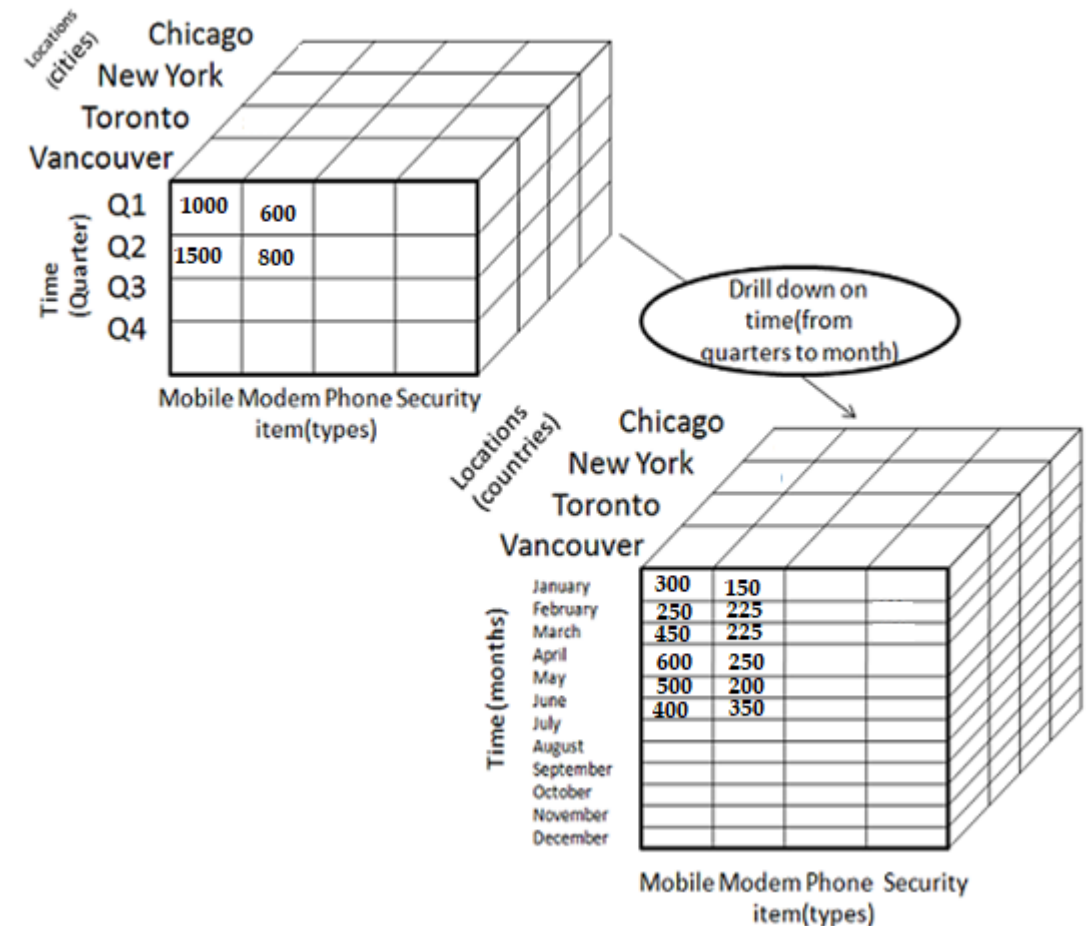 Locations
(cities)
Chicago
New York
Toronto
Vancouver
Time
(Quarter)
Q1 1000 600
Q2 1500 800
Q3
Q4
Mobile Modem Phone Security
item(types)
Drill down on
time(from
quarters to month)
Locations
(countries)
Chicago
New York
Toronto
Vancouver
Time (months)
January 300 150
February 250 225
March 450 225
April 600 250
May 500 200
June 400 350
July
August
September
October
November
December
Mobile Modem Phone Security
item(types)